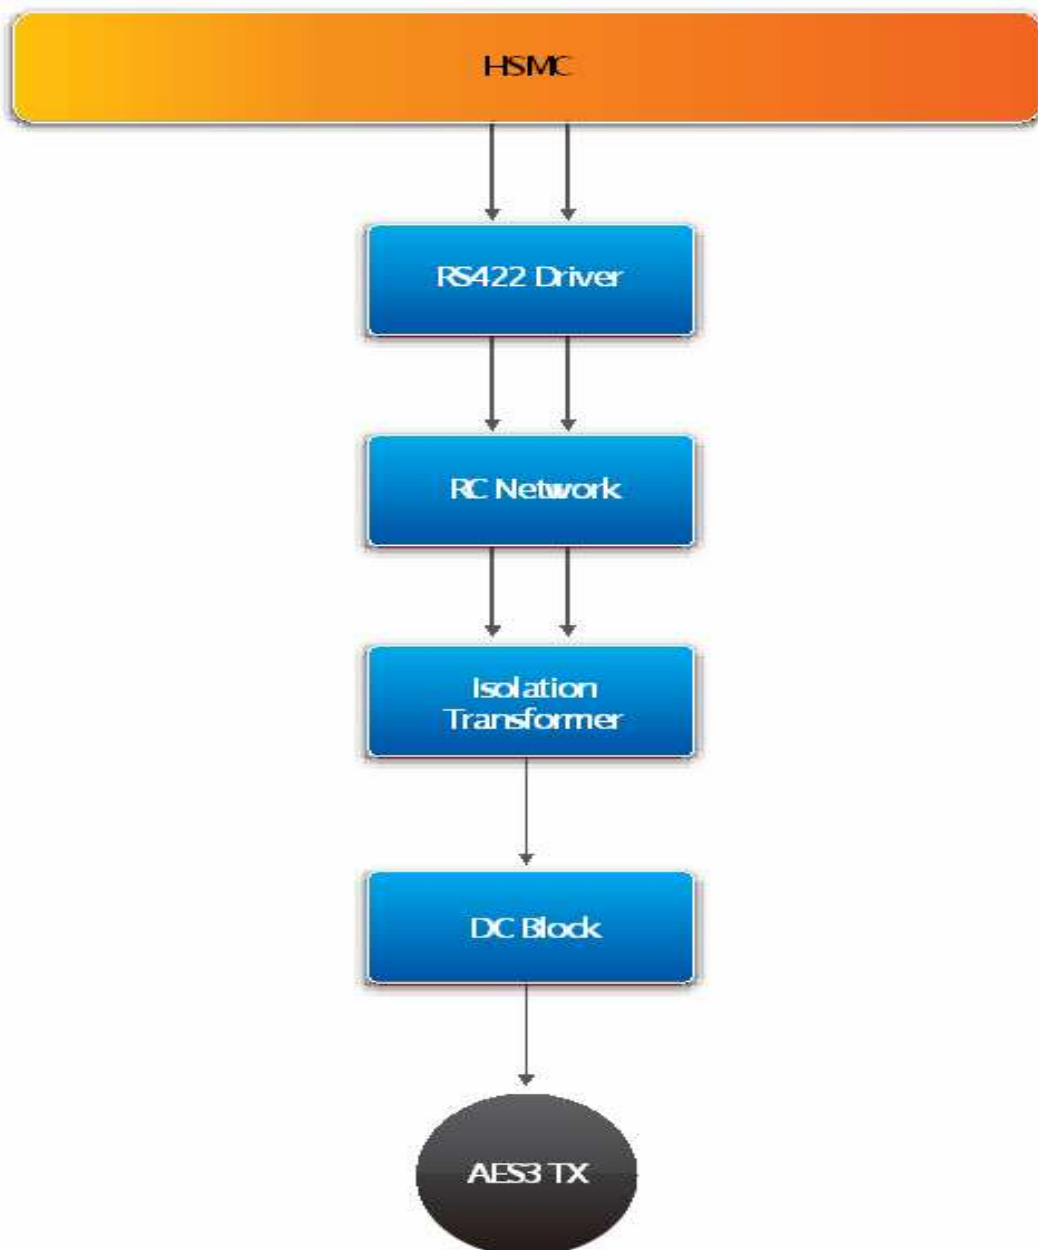 HSMC
RS422 Driver
RC Network
Isolation
Transformer
DC Block
AES3 TX